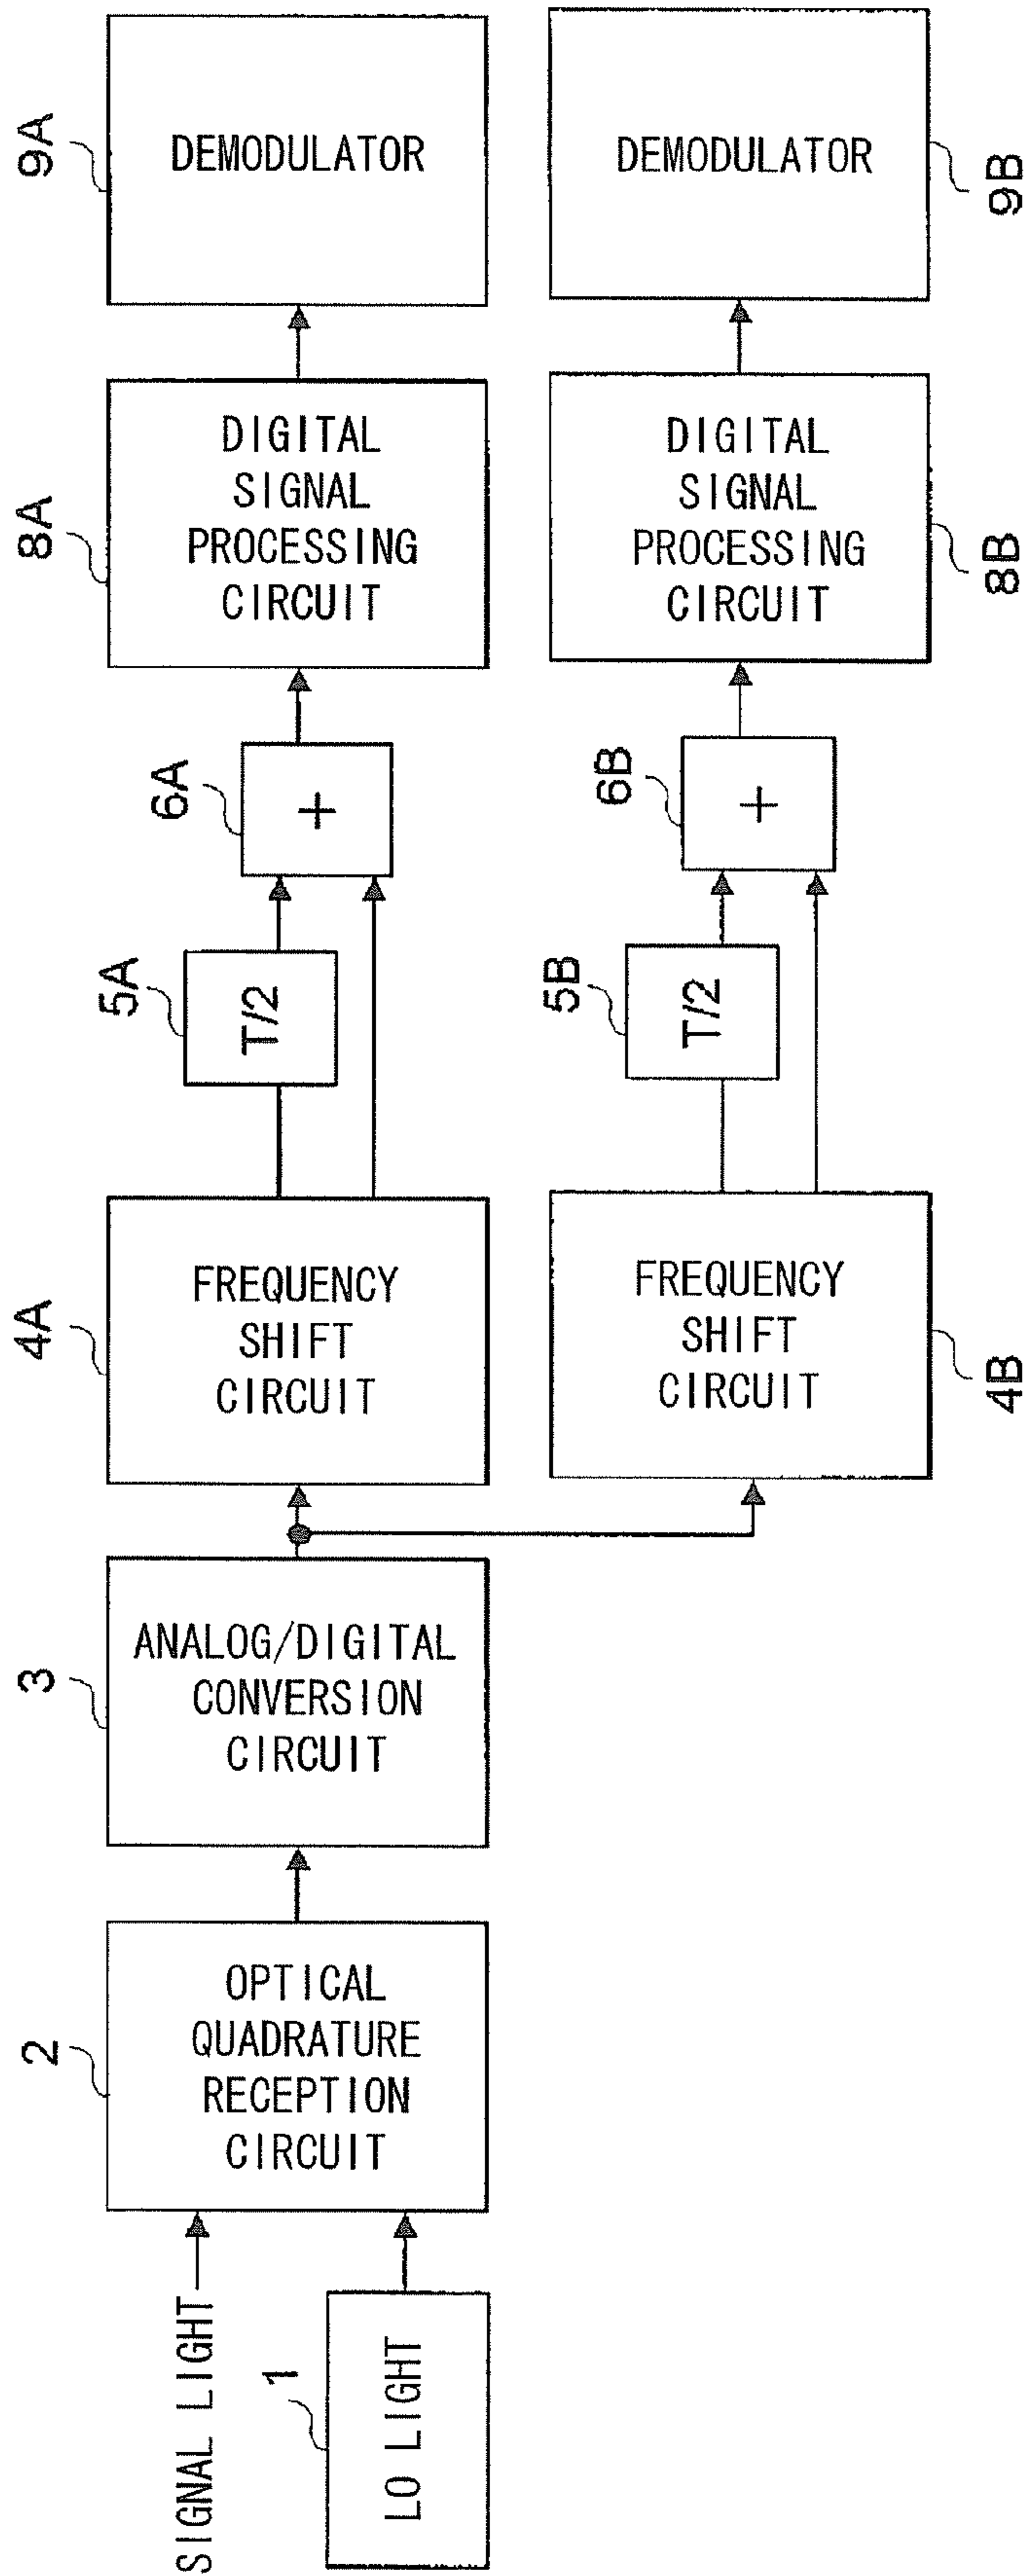 SIGNAL LIGHT
1
LO LIGHT
2
OPTICAL
QUADRATURE
RECEPTION
CIRCUIT
3
ANALOG/DIGITAL
CONVERSION
CIRCUIT
4A
FREQUENCY
SHIFT
CIRCUIT
5A
T/2
6A
+
8A
DIGITAL
SIGNAL
PROCESSING
CIRCUIT
9A
DEMODULATOR
4B
FREQUENCY
SHIFT
CIRCUIT
5B
T/2
6B
+
8B
DIGITAL
SIGNAL
PROCESSING
CIRCUIT
9B
DEMODULATOR